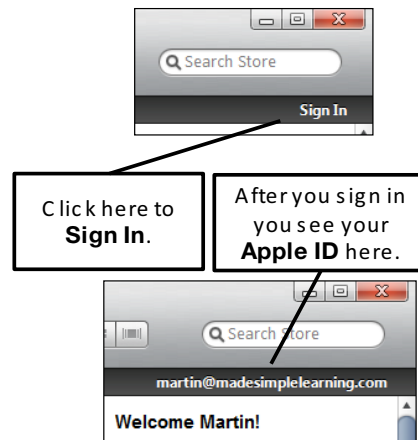 Search Store
Sign In
Click here to
Sign In.
After you sign in
you see your
Apple ID here.
Search Store
martin@madesimplelearning.com
Welcome Martin!